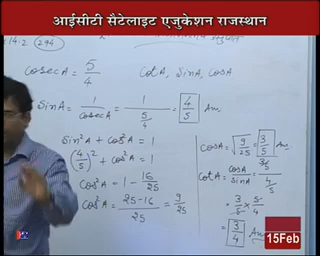 आईसीटी सैटेलाइट एजुकेशन राजस्थान
14.2 (294)
cosecA = 5/4
cotA, sinA, cosA
sinA = 1/cosecA = 1/(5/4) = 4/5 Ans
sin²A + cos²A = 1
(4/5)² + cos²A = 1
cos²A = 1 - 16/25
cos²A = (25-16)/25 = 9/25
cosA = √(9/25) = 3/5 Ans
cotA = cosA/sinA = (3/5)/(4/5)
= 3/5 × 5/4
= 3/4 Ans
15Feb